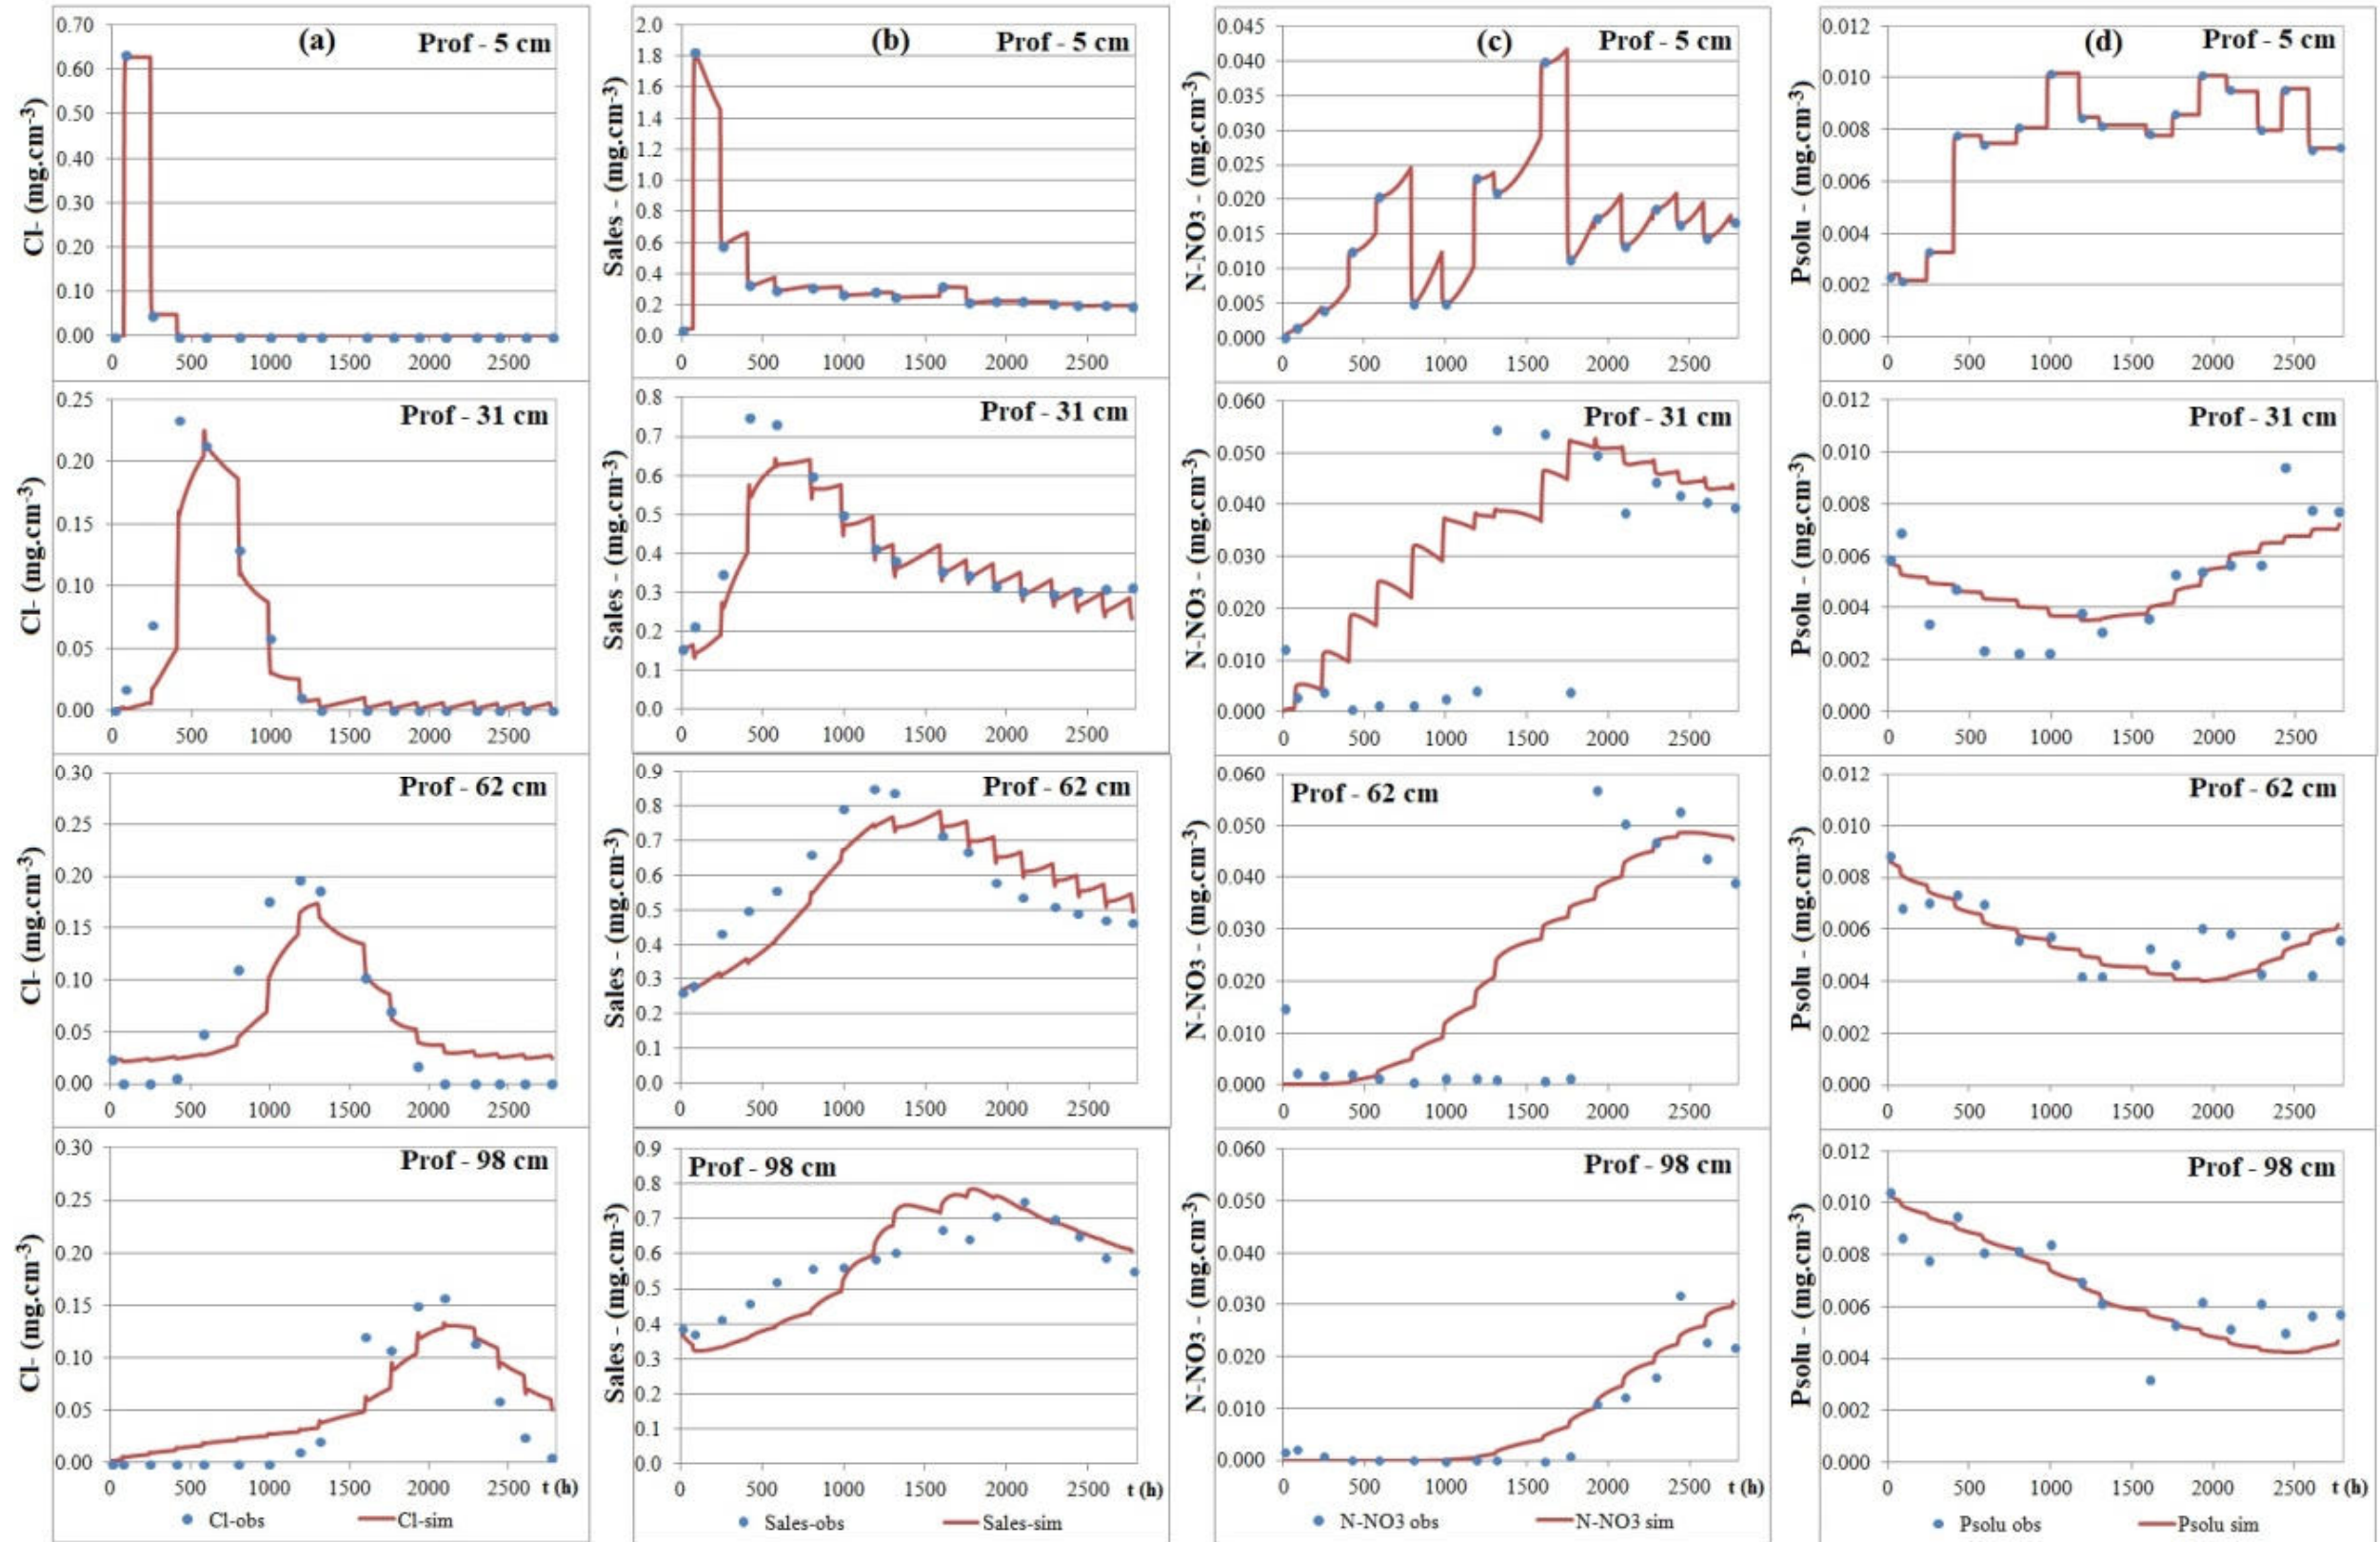 (a) Prof - 5 cm
Cl- (mg.cm-3)
0.70
0.60
0.50
0.40
0.30
0.20
0.10
0.00
0 500 1000 1500 2000 2500
Prof - 31 cm
Cl- (mg.cm-3)
0.25
0.20
0.15
0.10
0.05
0.00
0 500 1000 1500 2000 2500
Prof - 62 cm
Cl- (mg.cm-3)
0.30
0.25
0.20
0.15
0.10
0.05
0.00
0 500 1000 1500 2000 2500
Prof - 98 cm
Cl- (mg.cm-3)
0.30
0.25
0.20
0.15
0.10
0.05
0.00
0 500 1000 1500 2000 2500 t (h)
Cl-obs Cl-sim
(b) Prof - 5 cm
Sales - (mg.cm-3)
2.0
1.8
1.6
1.4
1.2
1.0
0.8
0.6
0.4
0.2
0.0
0 500 1000 1500 2000 2500
Prof - 31 cm
Sales - (mg.cm-3)
0.8
0.7
0.6
0.5
0.4
0.3
0.2
0.1
0.0
0 500 1000 1500 2000 2500
Prof - 62 cm
Sales - (mg.cm-3)
0.9
0.8
0.7
0.6
0.5
0.4
0.3
0.2
0.1
0.0
0 500 1000 1500 2000 2500
Prof - 98 cm
Sales - (mg.cm-3)
0.9
0.8
0.7
0.6
0.5
0.4
0.3
0.2
0.1
0.0
0 500 1000 1500 2000 2500 t (h)
Sales-obs Sales-sim
(c) Prof - 5 cm
N-NO3 - (mg.cm-3)
0.045
0.040
0.035
0.030
0.025
0.020
0.015
0.010
0.005
0.000
0 500 1000 1500 2000 2500
Prof - 31 cm
N-NO3 - (mg.cm-3)
0.060
0.050
0.040
0.030
0.020
0.010
0.000
0 500 1000 1500 2000 2500
Prof - 62 cm
N-NO3 - (mg.cm-3)
0.060
0.050
0.040
0.030
0.020
0.010
0.000
0 500 1000 1500 2000 2500
Prof - 98 cm
N-NO3 - (mg.cm-3)
0.060
0.050
0.040
0.030
0.020
0.010
0.000
0 500 1000 1500 2000 2500 t (h)
N-NO3 obs N-NO3 sim
(d) Prof - 5 cm
Psolu - (mg.cm-3)
0.012
0.010
0.008
0.006
0.004
0.002
0.000
0 500 1000 1500 2000 2500
Prof - 31 cm
Psolu - (mg.cm-3)
0.012
0.010
0.008
0.006
0.004
0.002
0.000
0 500 1000 1500 2000 2500
Prof - 62 cm
Psolu - (mg.cm-3)
0.012
0.010
0.008
0.006
0.004
0.002
0.000
0 500 1000 1500 2000 2500
Prof - 98 cm
Psolu - (mg.cm-3)
0.012
0.010
0.008
0.006
0.004
0.002
0.000
0 500 1000 1500 2000 2500 t (h)
Psolu obs Psolu sim